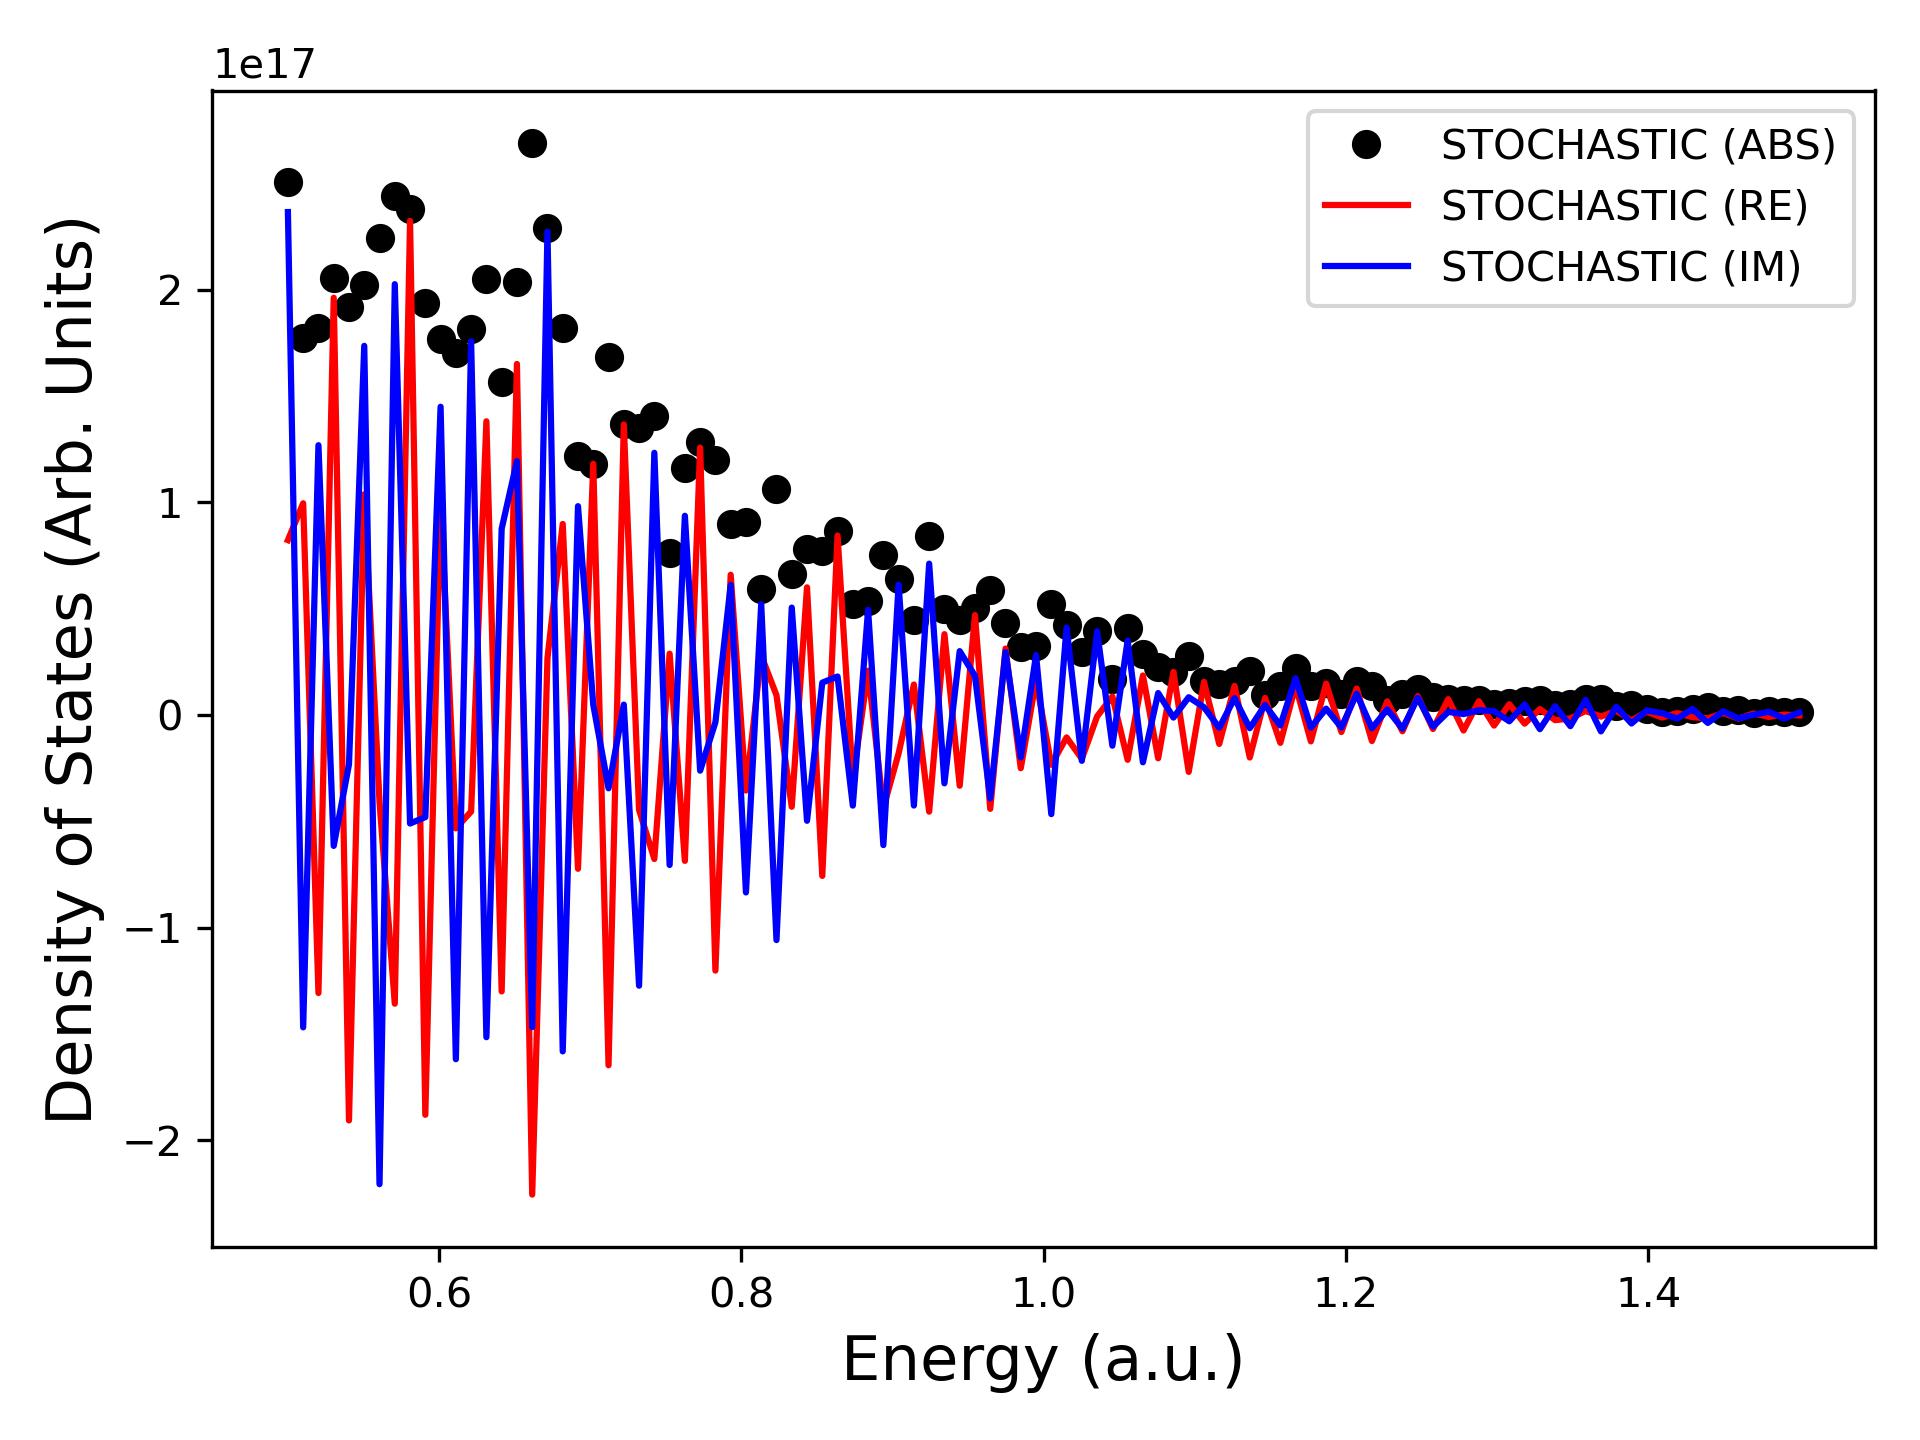 1e17
STOCHASTIC (ABS)
STOCHASTIC (RE)
STOCHASTIC (IM)
Density of States (Arb. Units)
2
1
0
−1
−2
0.6 0.8 1.0 1.2 1.4
Energy (a.u.)